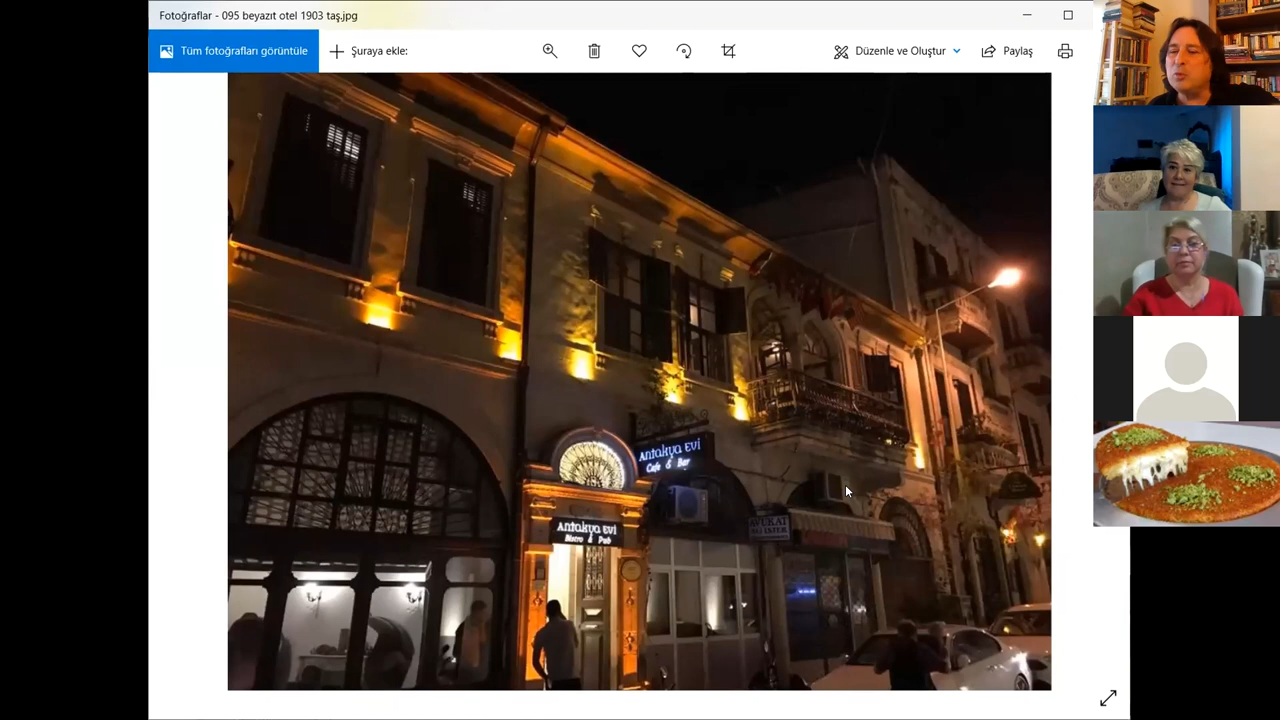 Fotoğraflar - 095 beyazıt otel 1903 taş.jpg
Tüm fotoğrafları görüntüle
Şuraya ekle:
Düzenle ve Oluştur
Paylaş
Antakya Evi
Cafe & Bar
Antakya Evi
Bistro & Pub
AVUKAT